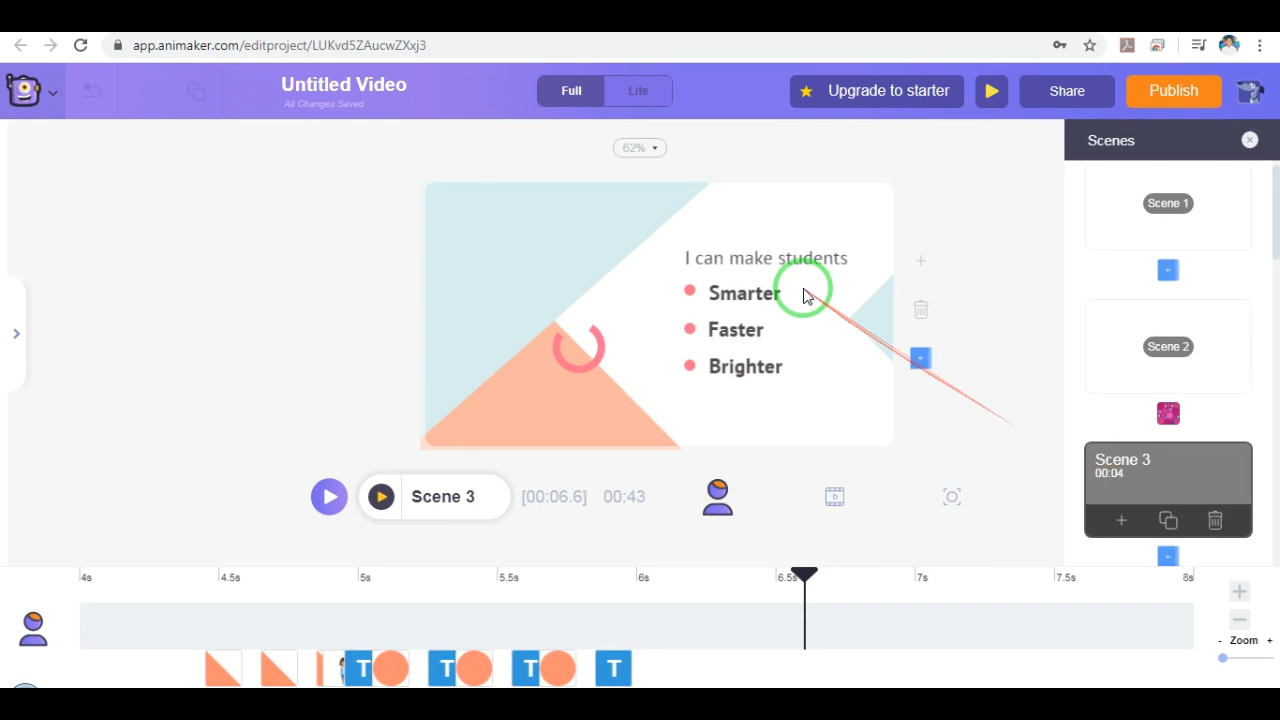 app.animaker.com/editproject/LUKvd5ZAucwZXxj3
Untitled Video
All Changes Saved
Full
Lite
Upgrade to starter
Share
Publish
62%
Scenes
Scene 1
Scene 2
Scene 3
00:04
I can make students
Smarter
Faster
Brighter
Scene 3
[00:06.6]
00:43
4s
4.5s
5s
5.5s
6s
6.5s
7s
7.5s
8s
- Zoom +
T
T
T
T